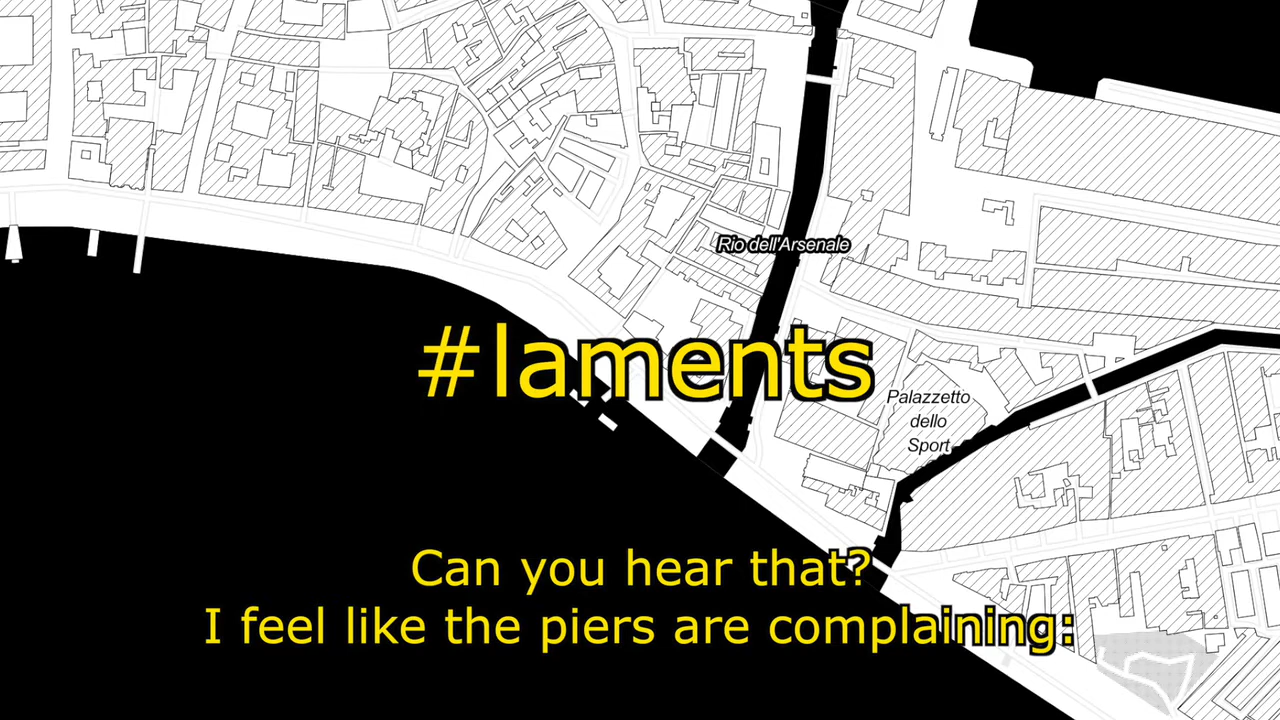 Rio dell'Arsenale
#laments
Palazzetto
dello
Sport
Can you hear that?
I feel like the piers are complaining: